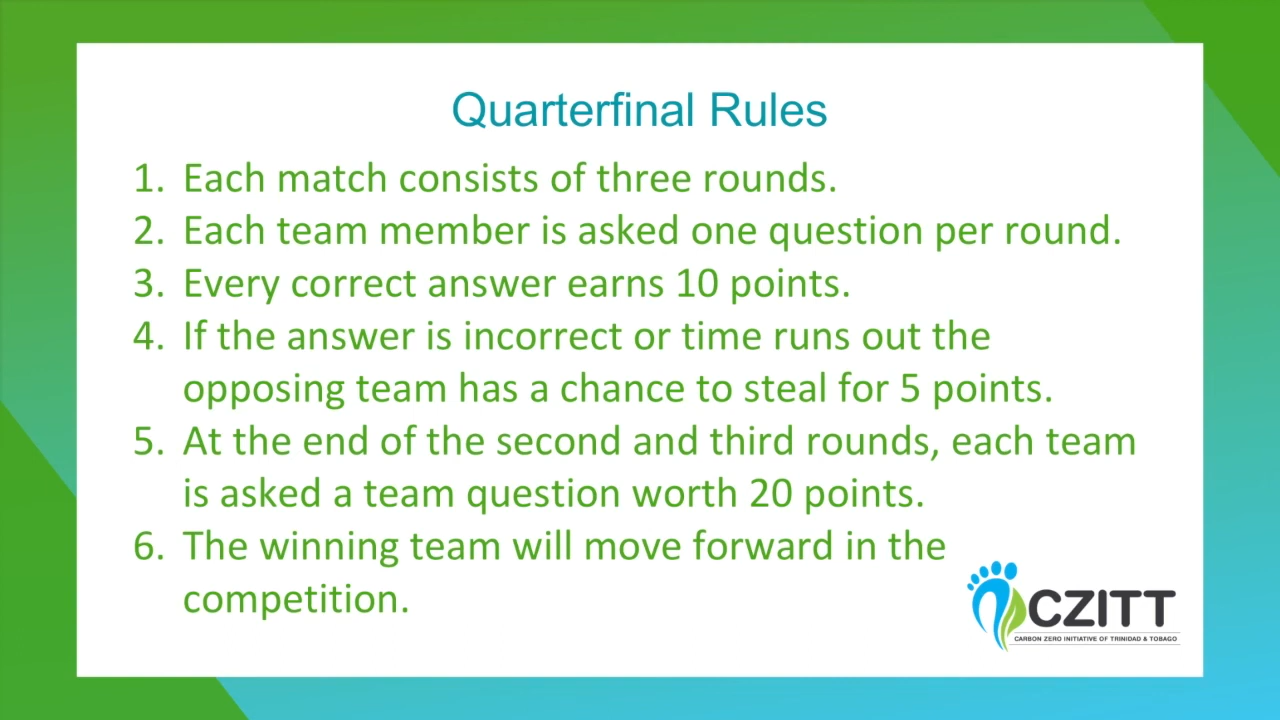 Quarterfinal Rules
1. Each match consists of three rounds.
2. Each team member is asked one question per round.
3. Every correct answer earns 10 points.
4. If the answer is incorrect or time runs out the
opposing team has a chance to steal for 5 points.
5. At the end of the second and third rounds, each team
is asked a team question worth 20 points.
6. The winning team will move forward in the
competition.
CZITT
CARBON ZERO INITIATIVE OF TRINIDAD & TOBAGO